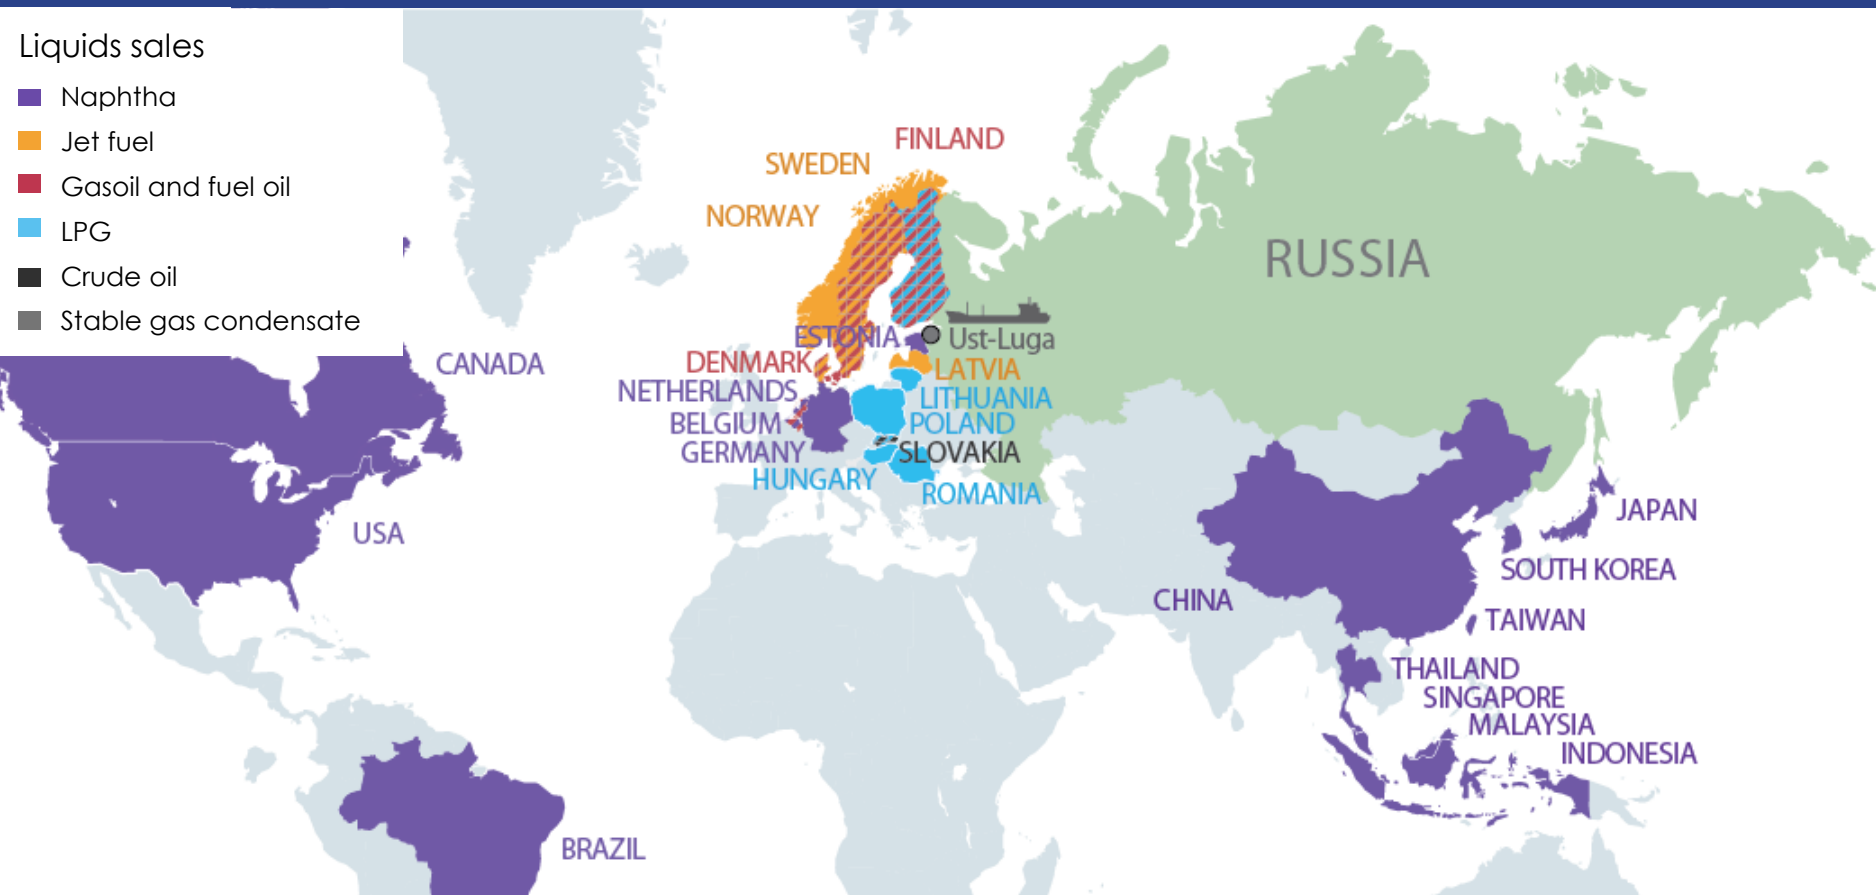 Liquids sales
Naphtha
Jet fuel
Gasoil and fuel oil
LPG
Crude oil
Stable gas condensate
FINLAND
SWEDEN
NORWAY
RUSSIA
ESTONIA
Ust-Luga
DENMARK
LATVIA
CANADA
NETHERLANDS
LITHUANIA
BELGIUM
POLAND
GERMANY
SLOVAKIA
HUNGARY
ROMANIA
USA
JAPAN
SOUTH KOREA
CHINA
TAIWAN
THAILAND
SINGAPORE
MALAYSIA
INDONESIA
BRAZIL